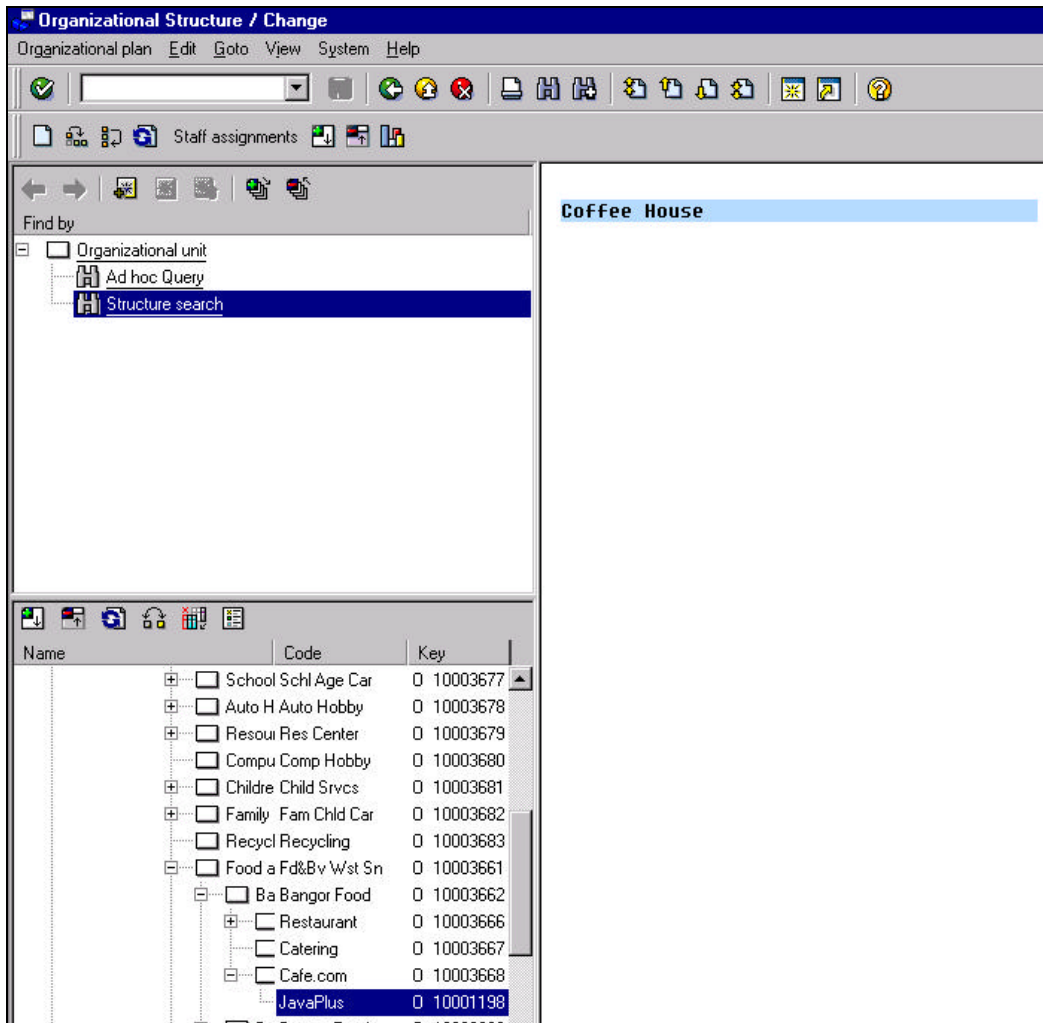 Organizational Structure / Change
Organizational plan Edit Goto View System Help
Staff assignments
Find by
Organizational unit
Ad hoc Query
Structure search
Coffee House
Name Code Key
School Schl Age Car O 10003677
Auto H Auto Hobby O 10003678
Resour Res Center O 10003679
Compu Comp Hobby O 10003680
Childre Child Srvcs O 10003681
Family Fam Chld Car O 10003682
Recycl Recycling O 10003683
Food a Fd&Bv Wst Sn O 10003661
Ba Bangor Food O 10003662
Restaurant O 10003666
Catering O 10003667
Cafe.com O 10003668
JavaPlus O 10001198